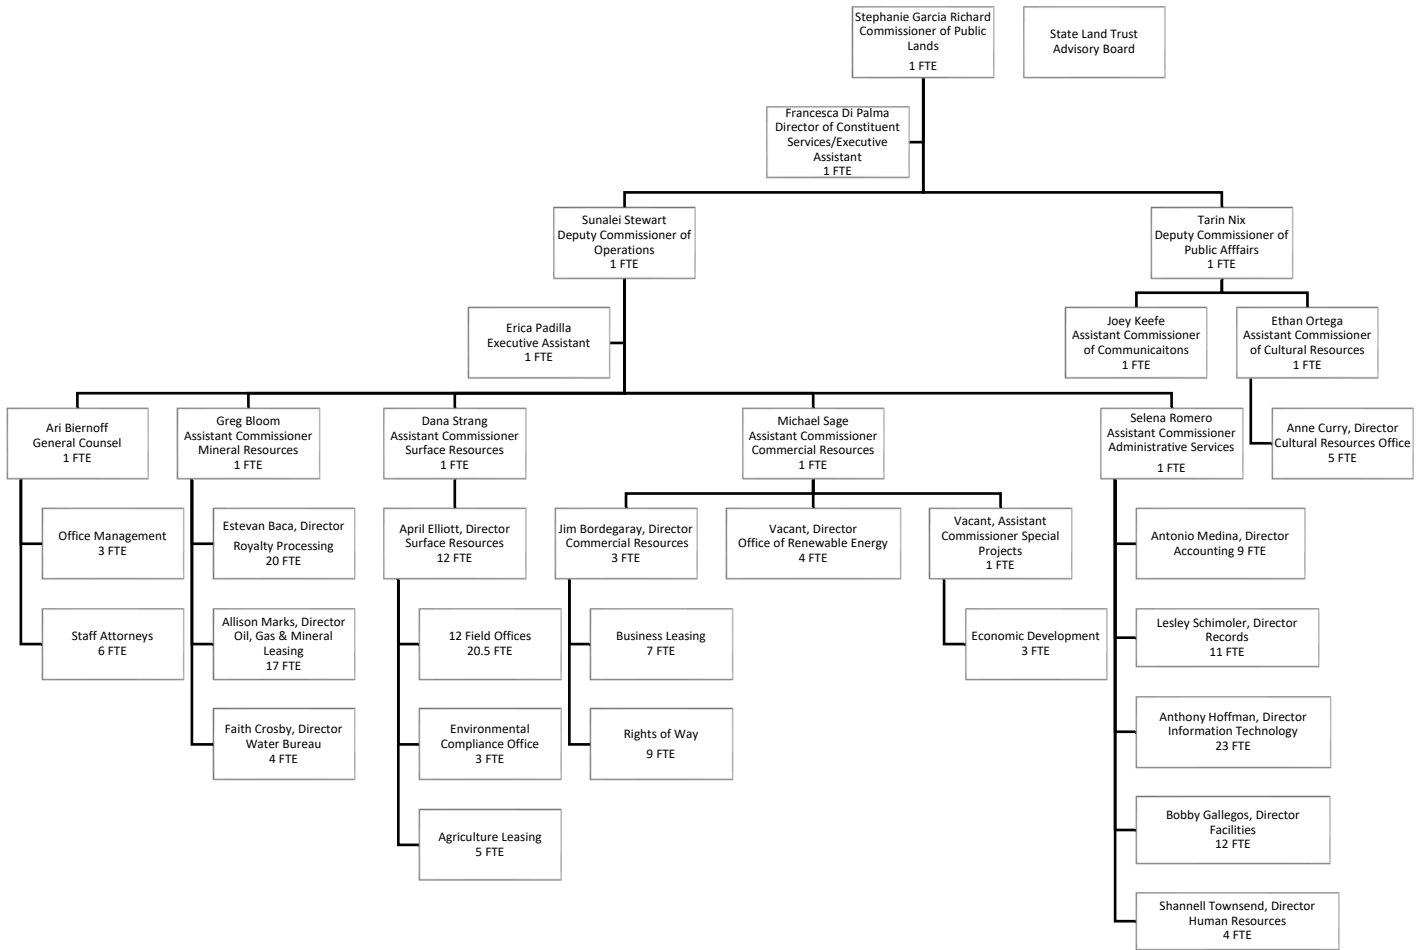 Stephanie Garcia Richard
Commissioner of Public
Lands
1 FTE
State Land Trust
Advisory Board
Francesca Di Palma
Director of Constituent
Services/Executive
Assistant
1 FTE
Sunalei Stewart
Deputy Commissioner of
Operations
1 FTE
Tarin Nix
Deputy Commissioner of
Public Afffairs
1 FTE
Erica Padilla
Executive Assistant
1 FTE
Joey Keefe
Assistant Commissioner
of Communicaitons
1 FTE
Ethan Ortega
Assistant Commissioner
of Cultural Resources
1 FTE
Ari Biernoff
General Counsel
1 FTE
Greg Bloom
Assistant Commissioner
Mineral Resources
1 FTE
Dana Strang
Assistant Commissioner
Surface Resources
1 FTE
Michael Sage
Assistant Commissioner
Commercial Resources
1 FTE
Selena Romero
Assistant Commissioner
Administrative Services
1 FTE
Anne Curry, Director
Cultural Resources Office
5 FTE
Office Management
3 FTE
Estevan Baca, Director
Royalty Processing
20 FTE
April Elliott, Director
Surface Resources
12 FTE
Jim Bordegaray, Director
Commercial Resources
3 FTE
Vacant, Director
Office of Renewable Energy
4 FTE
Vacant, Assistant
Commissioner Special
Projects
1 FTE
Antonio Medina, Director
Accounting 9 FTE
Staff Attorneys
6 FTE
Allison Marks, Director
Oil, Gas & Mineral
Leasing
17 FTE
12 Field Offices
20.5 FTE
Business Leasing
7 FTE
Economic Development
3 FTE
Lesley Schimoler, Director
Records
11 FTE
Faith Crosby, Director
Water Bureau
4 FTE
Environmental
Compliance Office
3 FTE
Rights of Way
9 FTE
Anthony Hoffman, Director
Information Technology
23 FTE
Agriculture Leasing
5 FTE
Bobby Gallegos, Director
Facilities
12 FTE
Shannell Townsend, Director
Human Resources
4 FTE